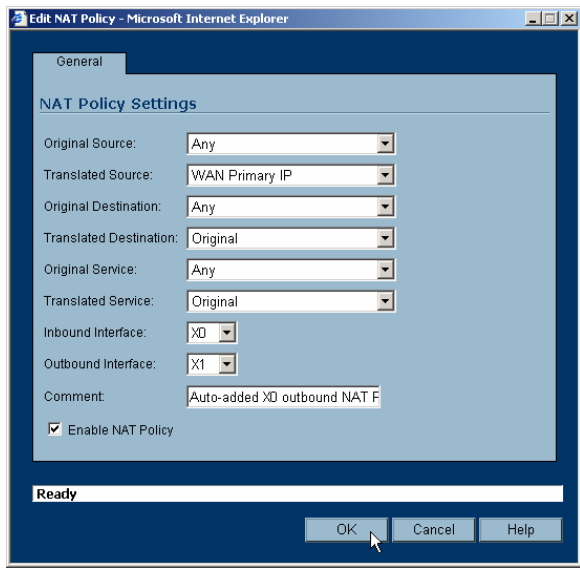 Edit NAT Policy - Microsoft Internet Explorer
General
NAT Policy Settings
Original Source: Any
Translated Source: WAN Primary IP
Original Destination: Any
Translated Destination: Original
Original Service: Any
Translated Service: Original
Inbound Interface: X0
Outbound Interface: X1
Comment: Auto-added X0 outbound NAT P
Enable NAT Policy
Ready
OK Cancel Help